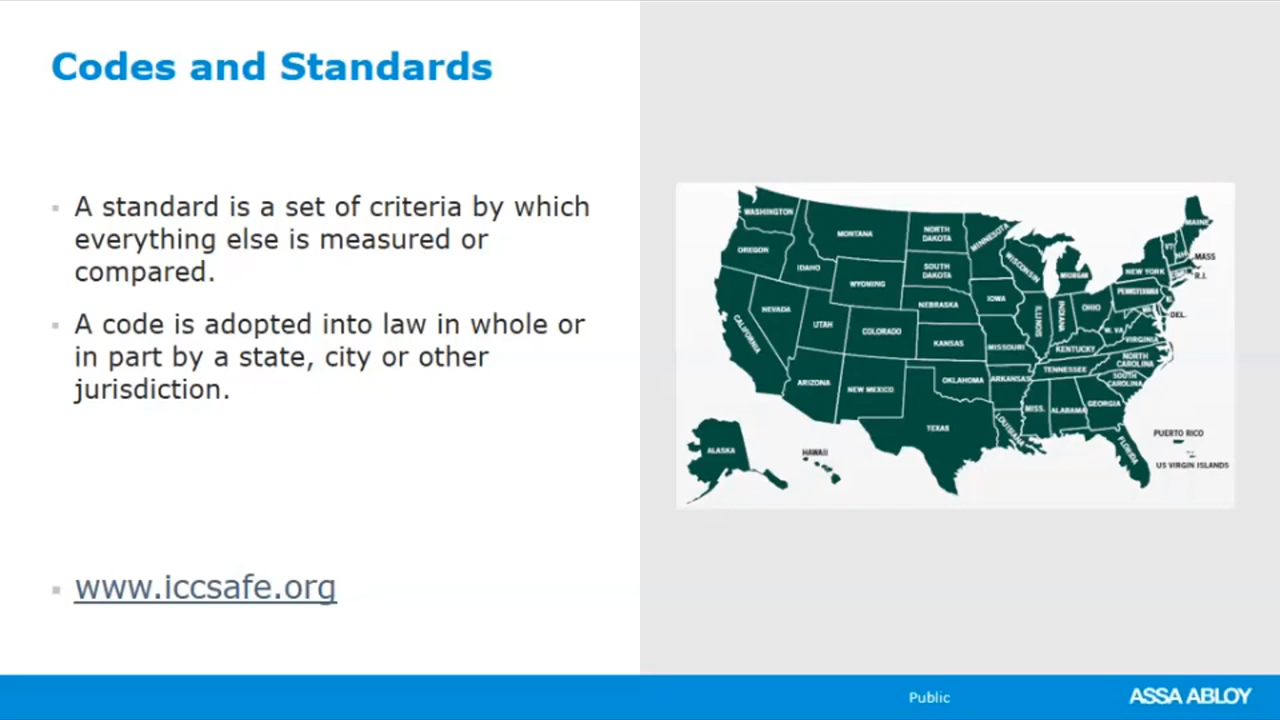 Codes and Standards
A standard is a set of criteria by which
everything else is measured or
compared.
A code is adopted into law in whole or
in part by a state, city or other
jurisdiction.
www.iccsafe.org
WASHINGTON
OREGON
CALIFORNIA
NEVADA
IDAHO
MONTANA
WYOMING
UTAH
COLORADO
ARIZONA
NEW MEXICO
NORTH
DAKOTA
SOUTH
DAKOTA
NEBRASKA
KANSAS
OKLAHOMA
TEXAS
MINNESOTA
IOWA
MISSOURI
ARKANSAS
LOUISIANA
WISCONSIN
ILLINOIS
MICHIGAN
INDIANA
OHIO
KENTUCKY
TENNESSEE
MISS.
ALABAMA
GEORGIA
FLORIDA
SOUTH
CAROLINA
NORTH
CAROLINA
VIRGINIA
W. VA
PENNSYLVANIA
NEW YORK
VT
MAINE
MASS
R.I.
DEL.
ALASKA
HAWAII
PUERTO RICO
US VIRGIN ISLANDS
Public
ASSA ABLOY